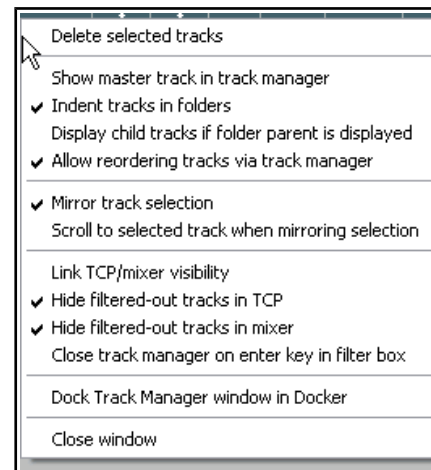 Delete selected tracks
Show master track in track manager
Indent tracks in folders
Display child tracks if folder parent is displayed
Allow reordering tracks via track manager
Mirror track selection
Scroll to selected track when mirroring selection
Link TCP/mixer visibility
Hide filtered-out tracks in TCP
Hide filtered-out tracks in mixer
Close track manager on enter key in filter box
Dock Track Manager window in Docker
Close window